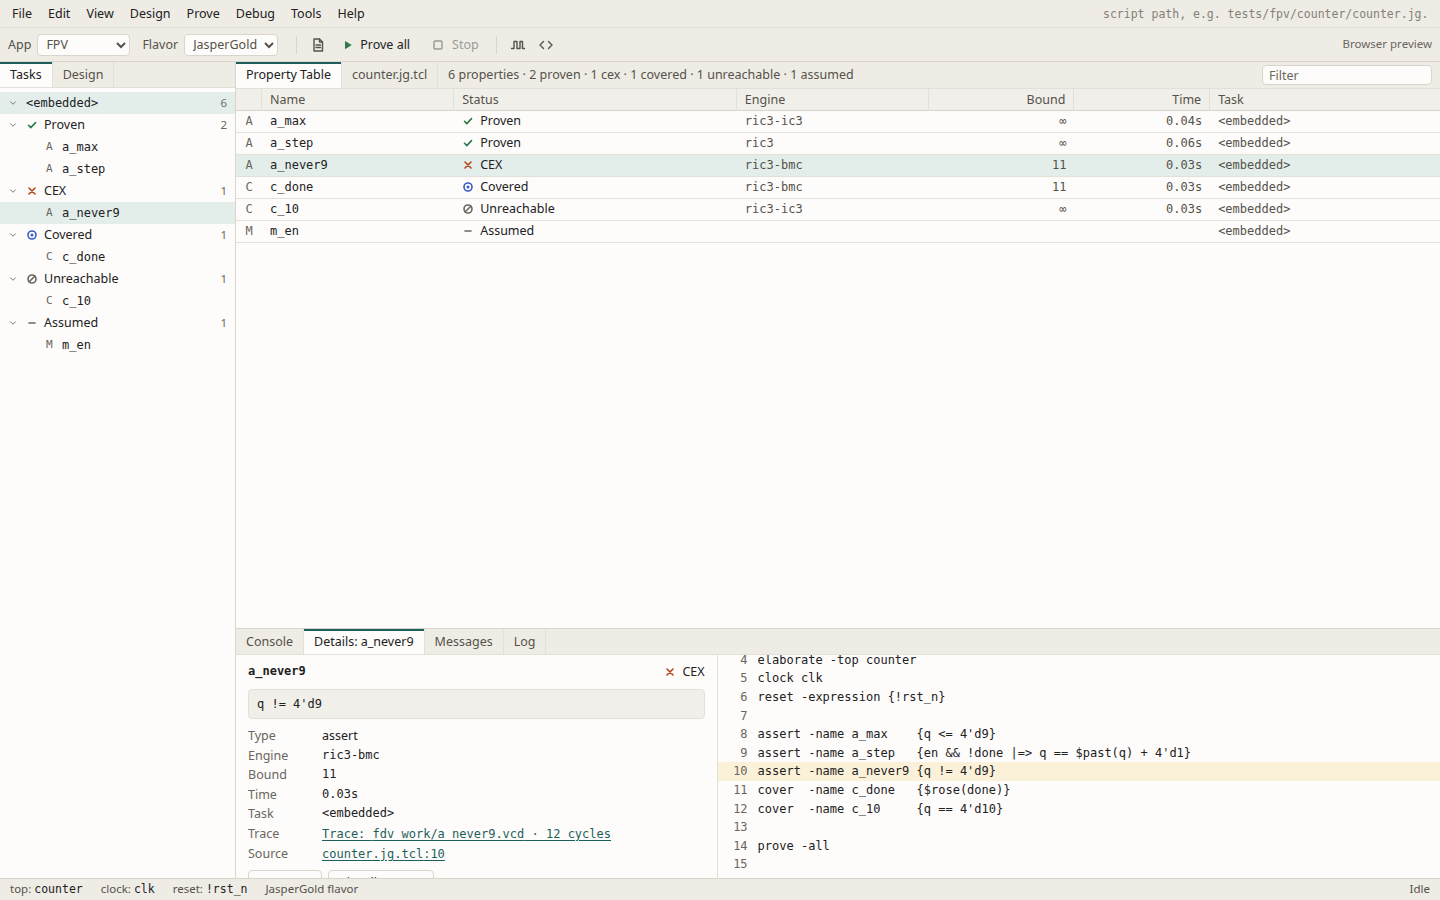 File Edit View Design Prove Debug Tools Help script path, e.g. tests/fpv/counter/counter.jg.
App FPV Flavor JasperGold Prove all Stop Browser preview
Tasks Design
Property Table counter.jg.tcl 6 properties · 2 proven · 1 cex · 1 covered · 1 unreachable · 1 assumed Filter
<embedded> 6
Proven 2
A a_max
A a_step
CEX 1
A a_never9
Covered 1
C c_done
Unreachable 1
C c_10
Assumed 1
M m_en
Name Status Engine Bound Time Task
A a_max Proven ric3-ic3 ∞ 0.04s <embedded>
A a_step Proven ric3 ∞ 0.06s <embedded>
A a_never9 CEX ric3-bmc 11 0.03s <embedded>
C c_done Covered ric3-bmc 11 0.03s <embedded>
C c_10 Unreachable ric3-ic3 ∞ 0.03s <embedded>
M m_en Assumed <embedded>
Console Details: a_never9 Messages Log
a_never9 CEX
q != 4'd9
Type assert
Engine ric3-bmc
Bound 11
Time 0.03s
Task <embedded>
Trace Trace: fdv_work/a_never9.vcd · 12 cycles
Source counter.jg.tcl:10
4 elaborate -top counter
5 clock clk
6 reset -expression {!rst_n}
7
8 assert -name a_max    {q <= 4'd9}
9 assert -name a_step   {en && !done |=> q == $past(q) + 4'd1}
10 assert -name a_never9 {q != 4'd9}
11 cover  -name c_done   {$rose(done)}
12 cover  -name c_10     {q == 4'd10}
13
14 prove -all
15
top: counter clock: clk reset: !rst_n JasperGold flavor Idle